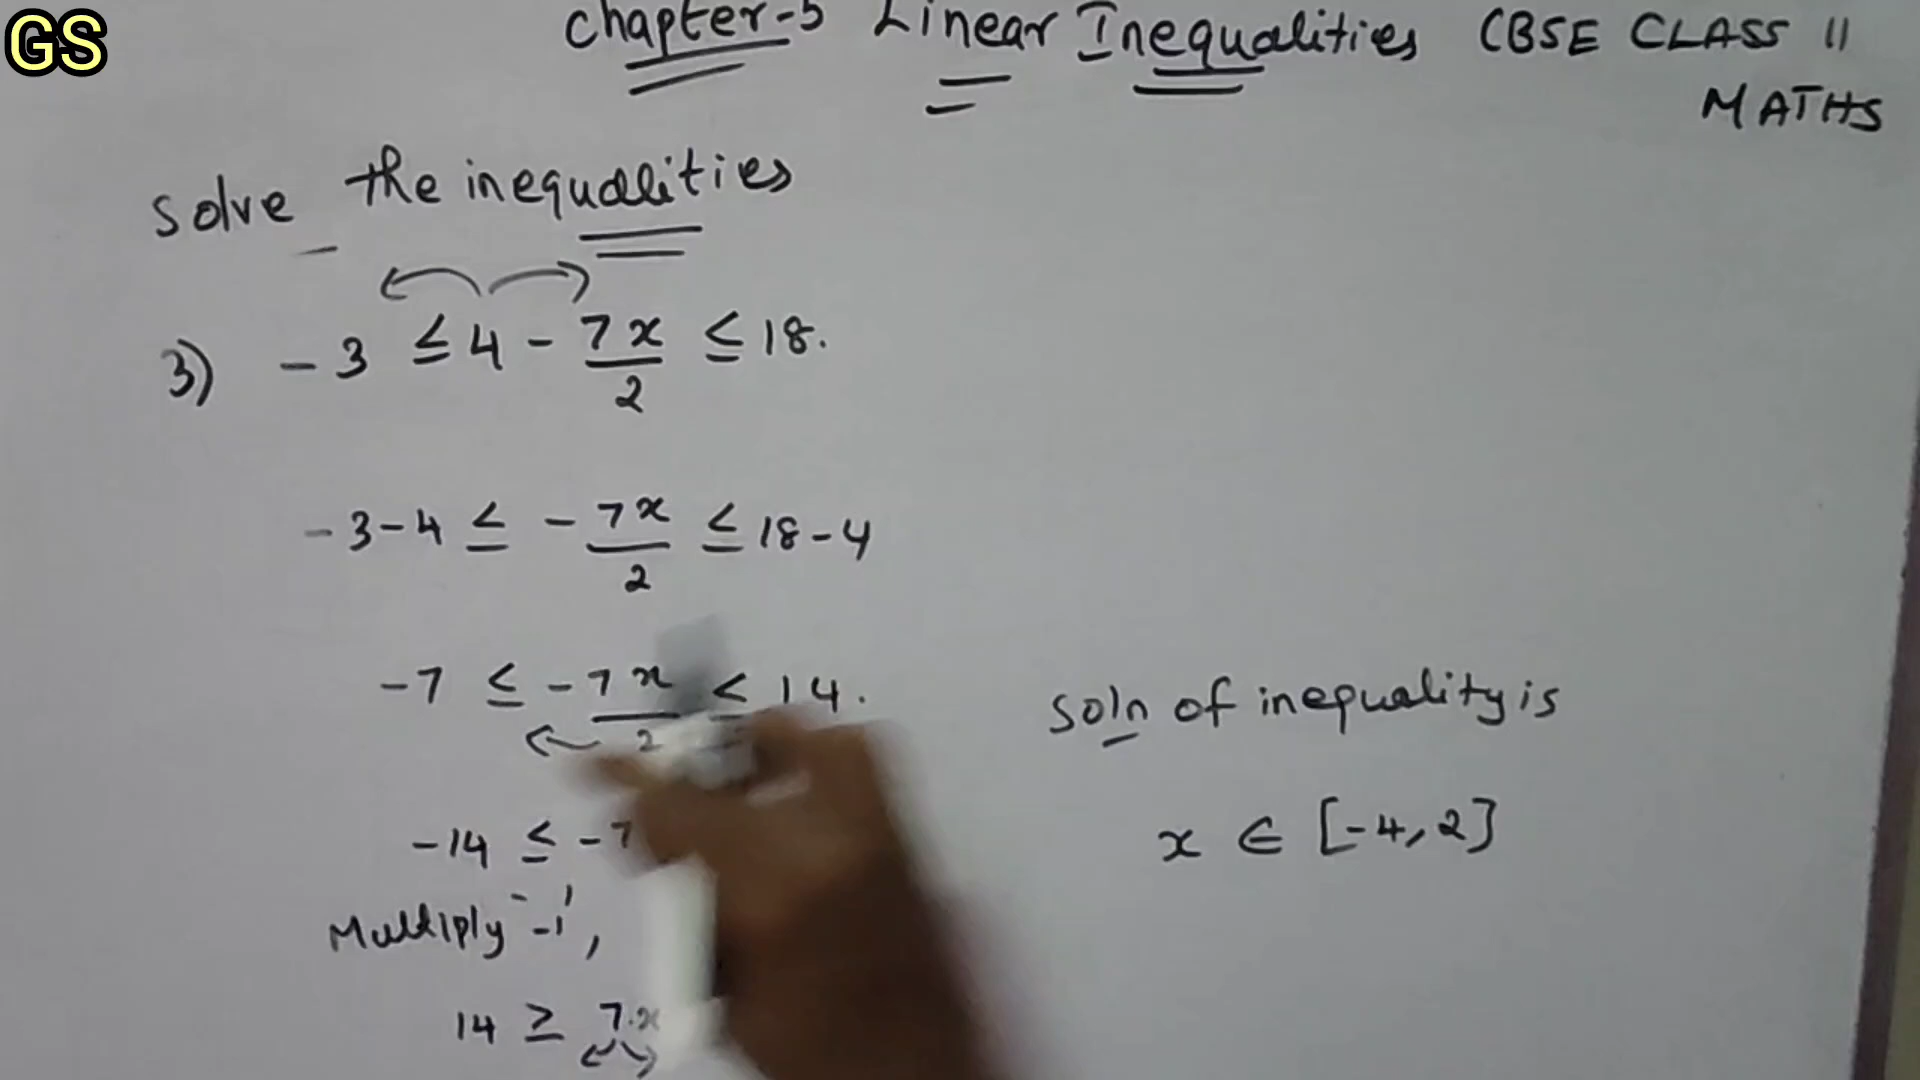 GS
Chapter-5 Linear Inequalities CBSE CLASS 11
MATHS
Solve the inequalities
3) -3 ≤ 4 - 7x/2 ≤ 18.
-3-4 ≤ - 7x/2 ≤ 18-4
-7 ≤ -7x/2 ≤ 14.
-14 ≤ -7
Multiply '-1',
14 ≥ 7.x
Soln of inequality is
x ∈ [-4, 2]